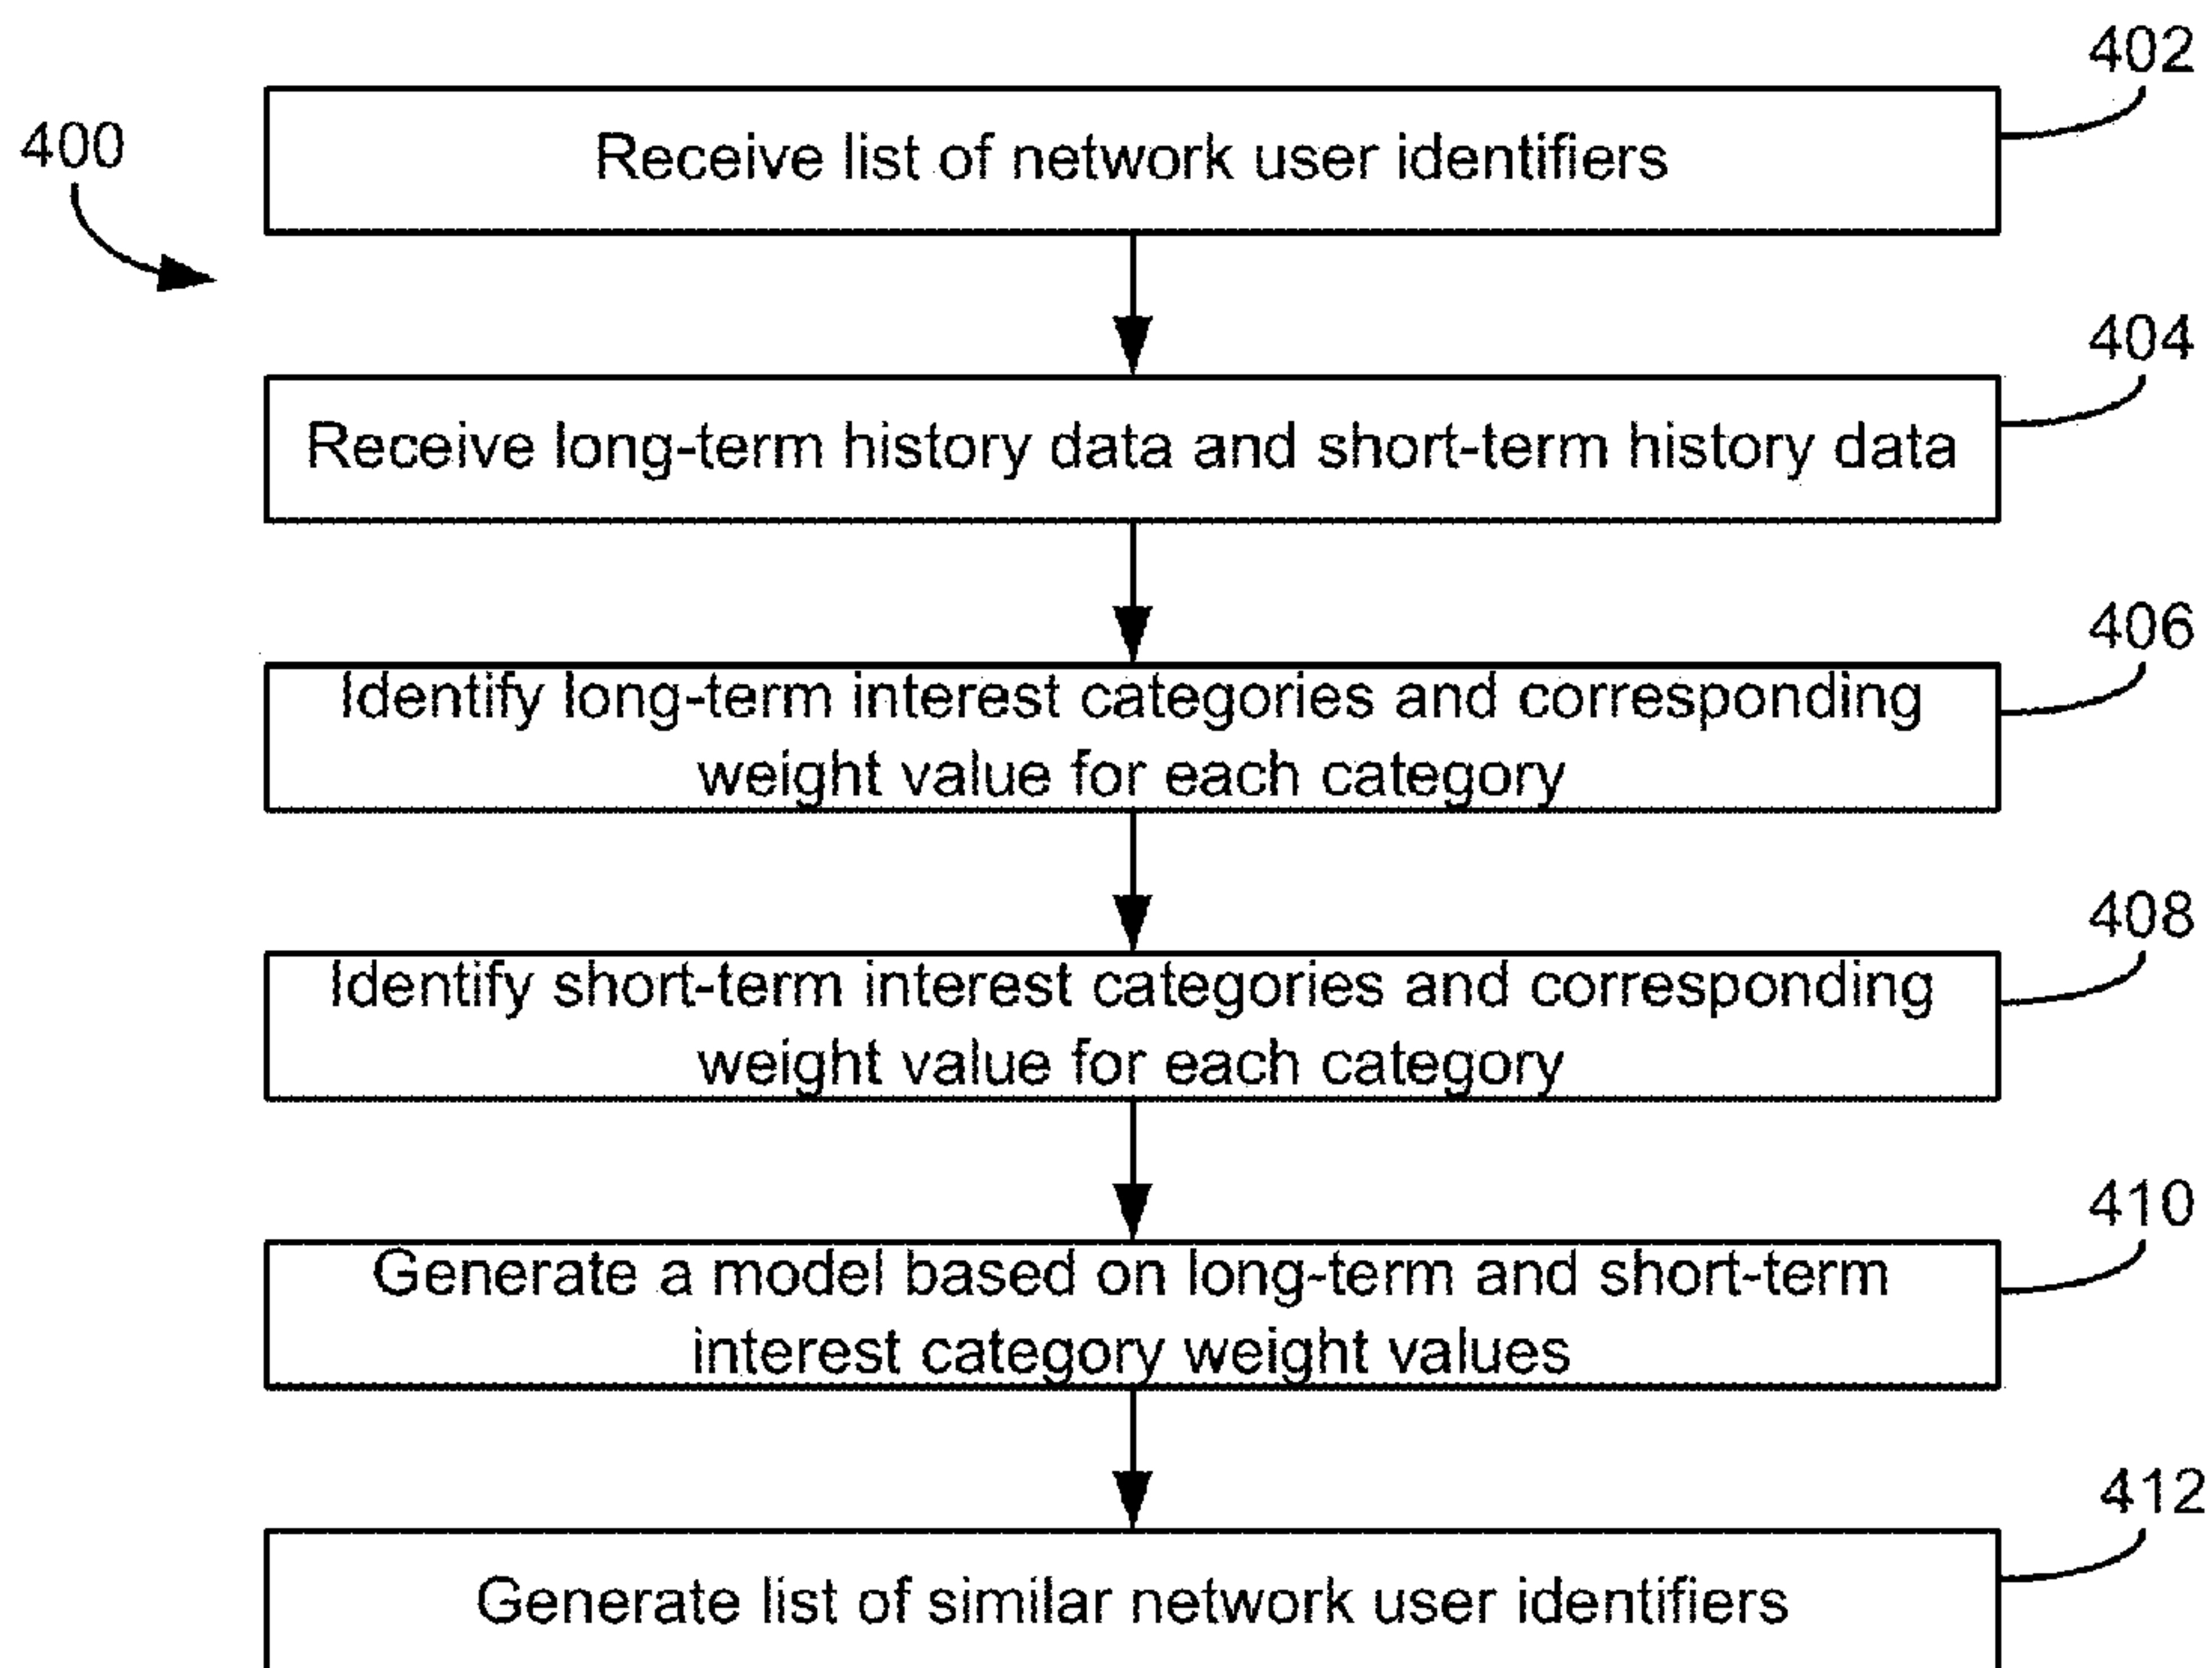 402
400
Receive list of network user identifiers
404
Receive long-term history data and short-term history data
406
Identify long-term interest categories and corresponding
weight value for each category
408
Identify short-term interest categories and corresponding
weight value for each category
410
Generate a model based on long-term and short-term
interest category weight values
412
Generate list of similar network user identifiers